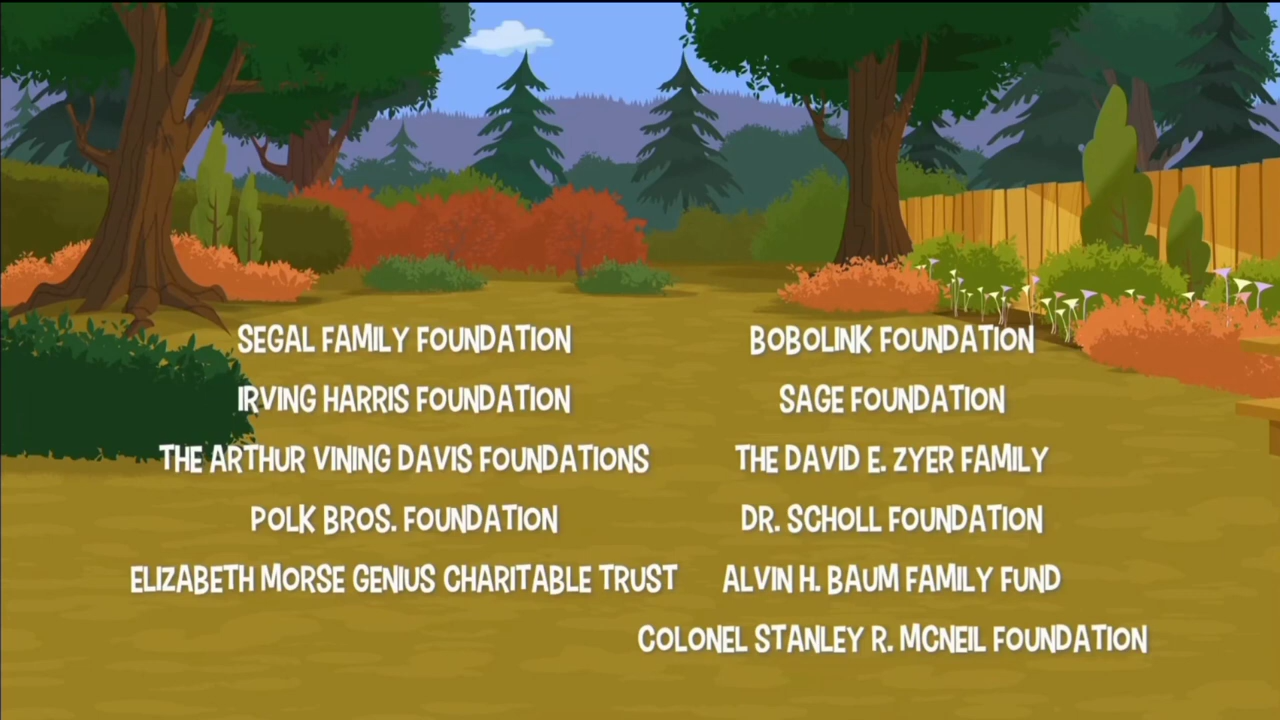 SEGAL FAMILY FOUNDATION
IRVING HARRIS FOUNDATION
THE ARTHUR VINING DAVIS FOUNDATIONS
POLK BROS. FOUNDATION
ELIZABETH MORSE GENIUS CHARITABLE TRUST
BOBOLINK FOUNDATION
SAGE FOUNDATION
THE DAVID E. ZYER FAMILY
DR. SCHOLL FOUNDATION
ALVIN H. BAUM FAMILY FUND
COLONEL STANLEY R. MCNEIL FOUNDATION